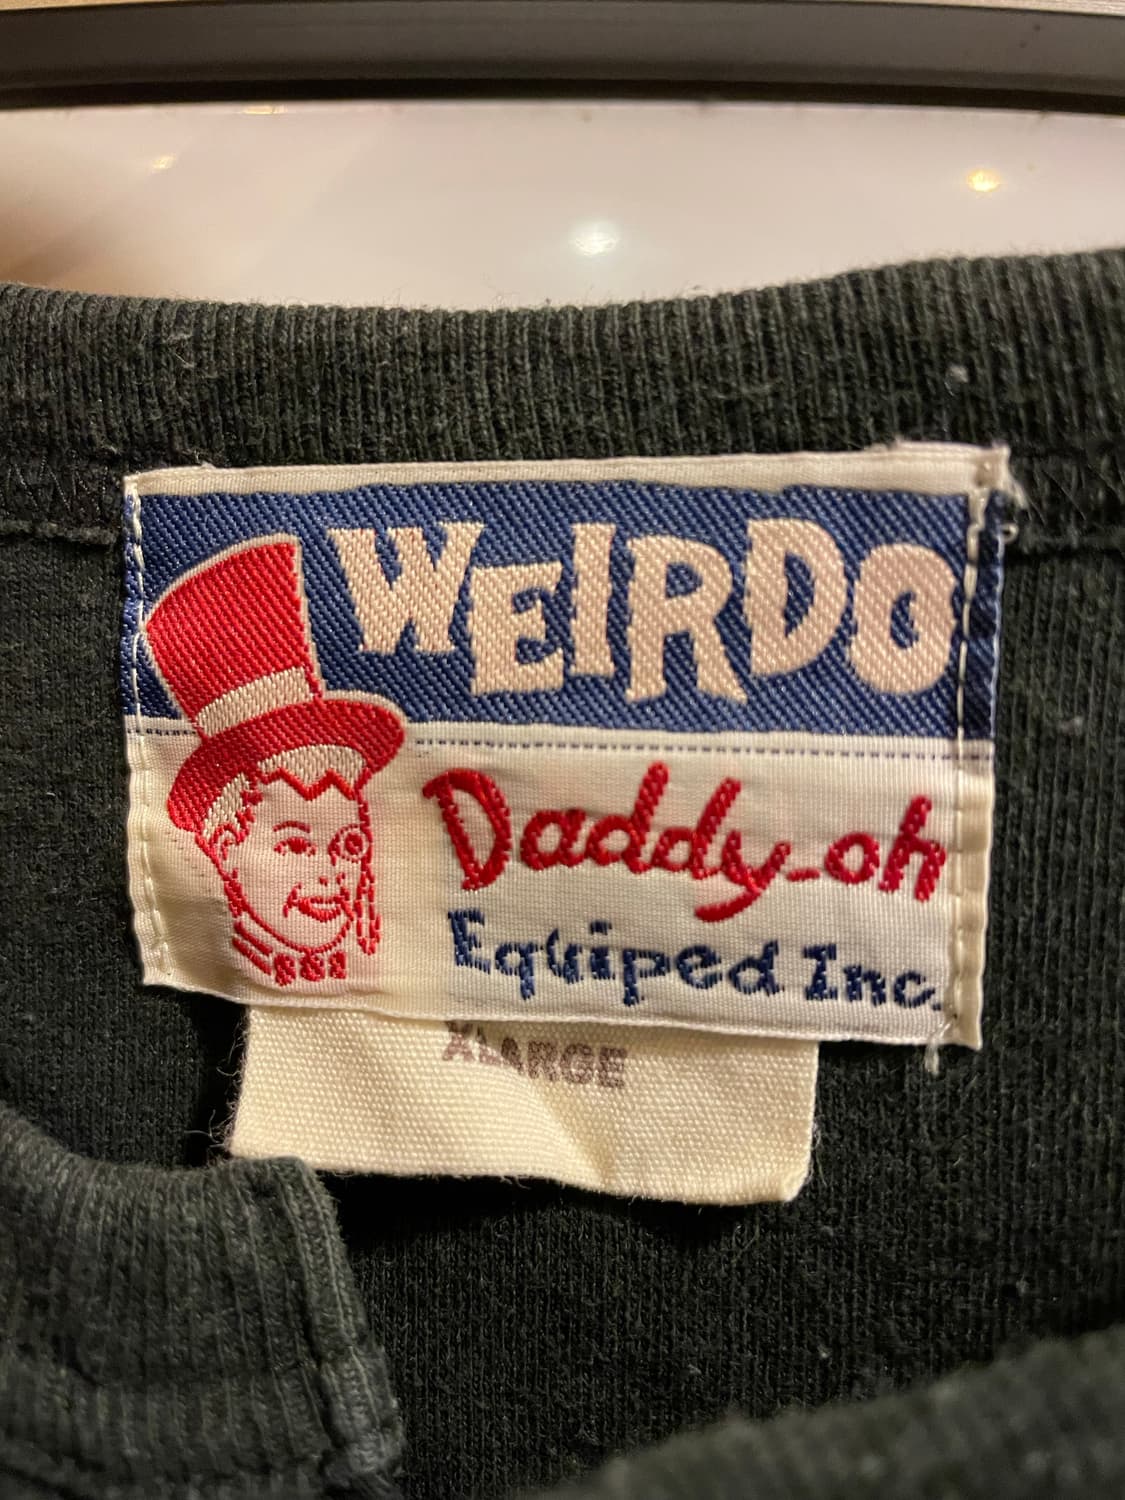 WEIRDO
Daddy-oh
Equiped Inc.
XLARGE